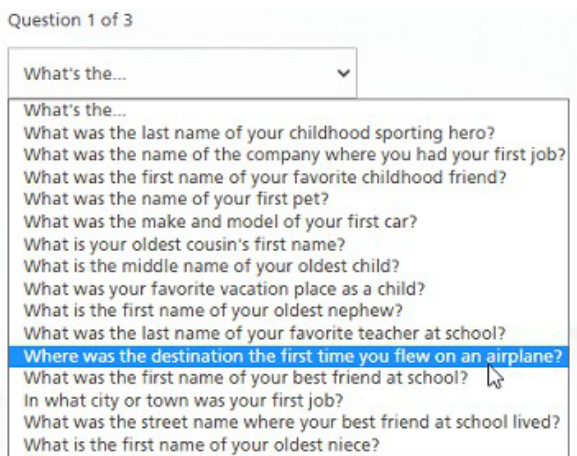 Question 1 of 3
What's the...
What's the...
What was the last name of your childhood sporting hero?
What was the name of the company where you had your first job?
What was the first name of your favorite childhood friend?
What was the name of your first pet?
What was the make and model of your first car?
What is your oldest cousin's first name?
What is the middle name of your oldest child?
What was your favorite vacation place as a child?
What is the first name of your oldest nephew?
What was the last name of your favorite teacher at school?
Where was the destination the first time you flew on an airplane?
What was the first name of your best friend at school?
In what city or town was your first job?
What was the street name where your best friend at school lived?
What is the first name of your oldest niece?